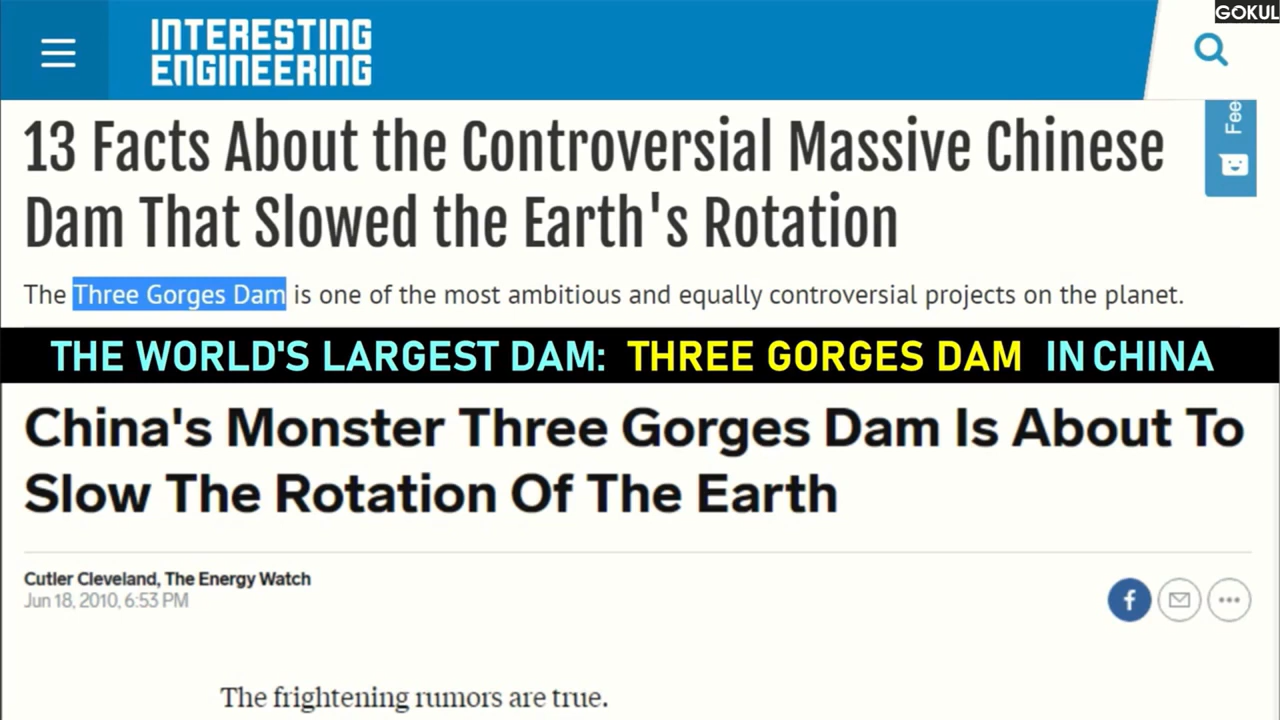 GOKUL
INTERESTING
ENGINEERING
13 Facts About the Controversial Massive Chinese
Dam That Slowed the Earth's Rotation
Fee
The Three Gorges Dam is one of the most ambitious and equally controversial projects on the planet.
THE WORLD'S LARGEST DAM: THREE GORGES DAM IN CHINA
China's Monster Three Gorges Dam Is About To
Slow The Rotation Of The Earth
Cutler Cleveland, The Energy Watch
Jun 18, 2010, 6:53 PM
The frightening rumors are true.